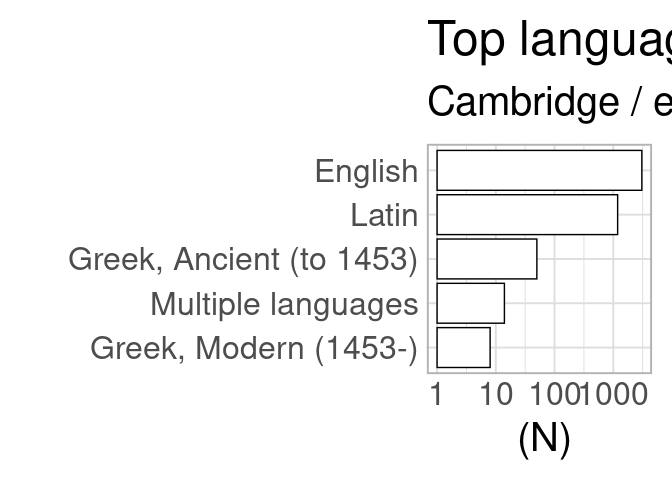 Top languag
Cambridge / e
English
Latin
Greek, Ancient (to 1453)
Multiple languages
Greek, Modern (1453-)
1 10 100 1000
(N)